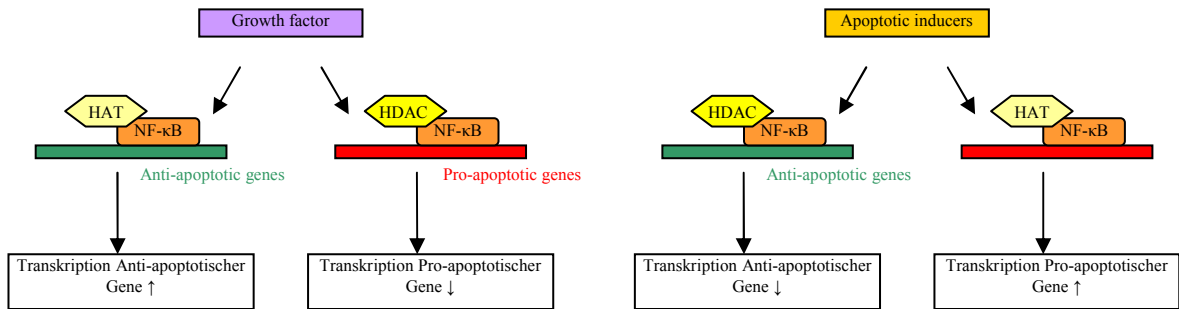 Growth factor
Apoptotic inducers
HAT
NF-κB
HDAC
NF-κB
HDAC
NF-κB
HAT
NF-κB
Anti-apoptotic genes
Pro-apoptotic genes
Anti-apoptotic genes
Transkription Anti-apoptotischer
Gene ↑
Transkription Pro-apoptotischer
Gene ↓
Transkription Anti-apoptotischer
Gene ↓
Transkription Pro-apoptotischer
Gene ↑